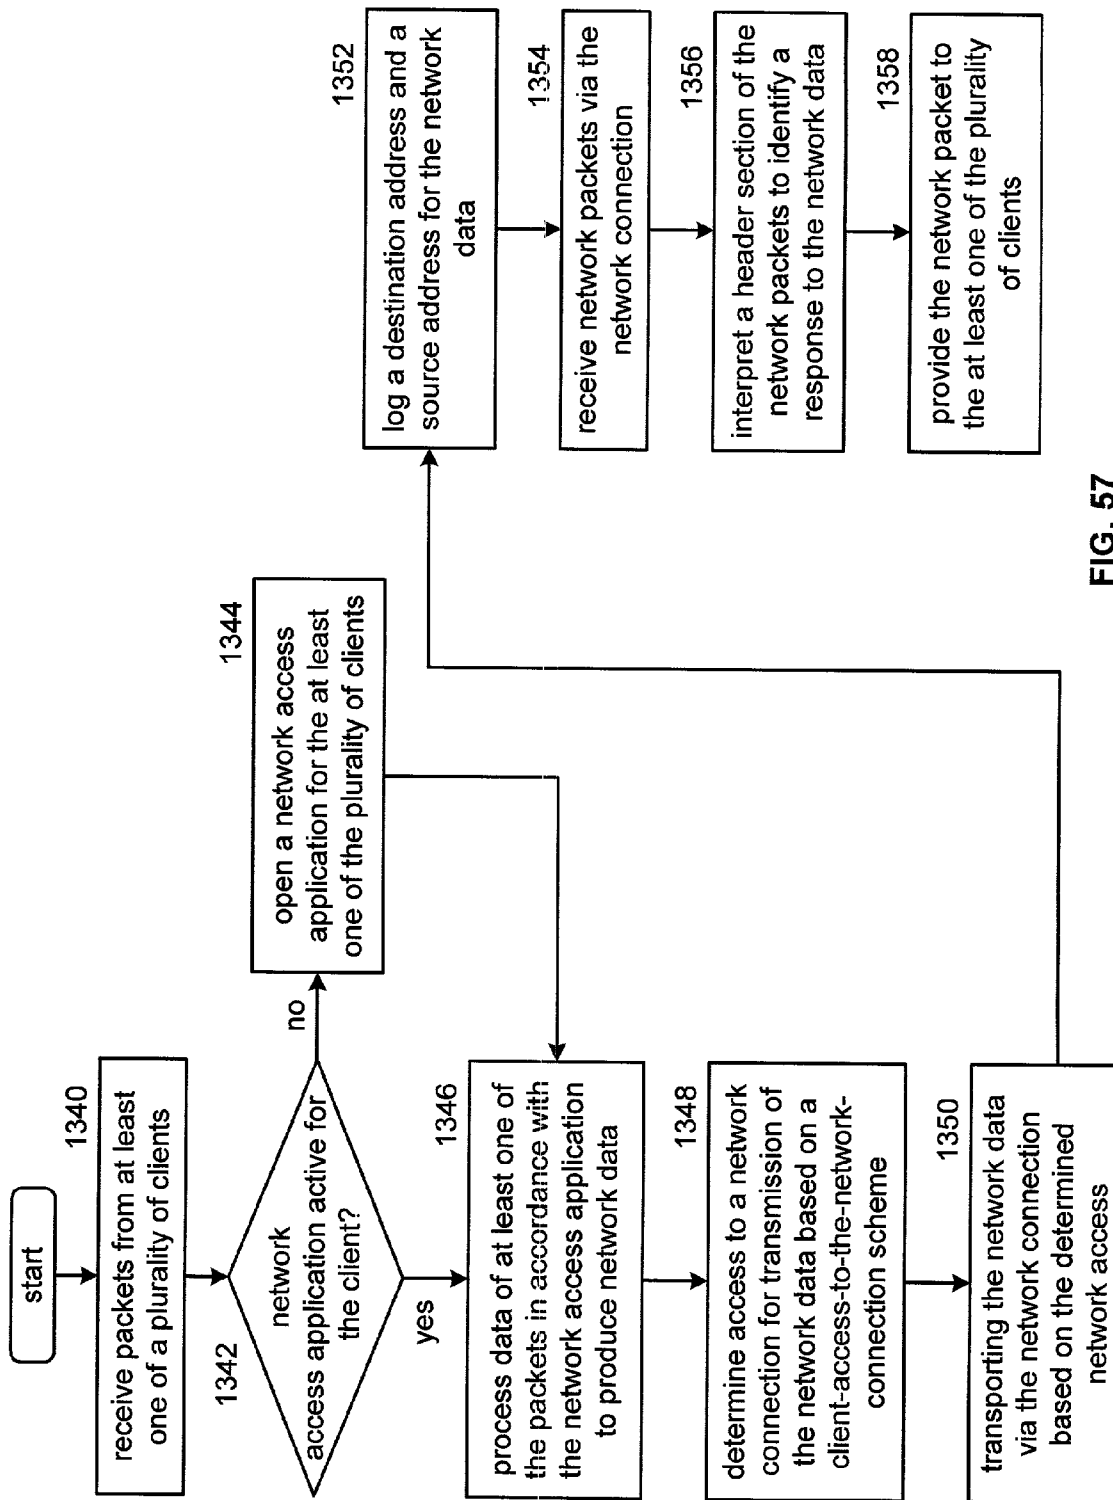 start
1340
receive packets from at least
one of a plurality of clients
1342
network
access application active for
the client?
no
yes
1344
open a network access
application for the at least
one of the plurality of clients
1346
process data of at least one of
the packets in accordance with
the network access application
to produce network data
1348
determine access to a network
connection for transmission of
the network data based on a
client-access-to-the-network-
connection scheme
1350
transporting the network data
via the network connection
based on the determined
network access
1352
log a destination address and a
source address for the network
data
1354
receive network packets via the
network connection
1356
interpret a header section of the
network packets to identify a
response to the network data
1358
provide the network packet to
the at least one of the plurality
of clients
FIG. 57